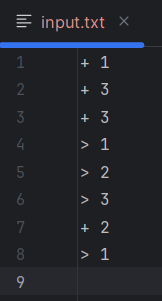 input.txt
1 + 1
2 + 3
3 + 3
4 > 1
5 > 2
6 > 3
7 + 2
8 > 1
9